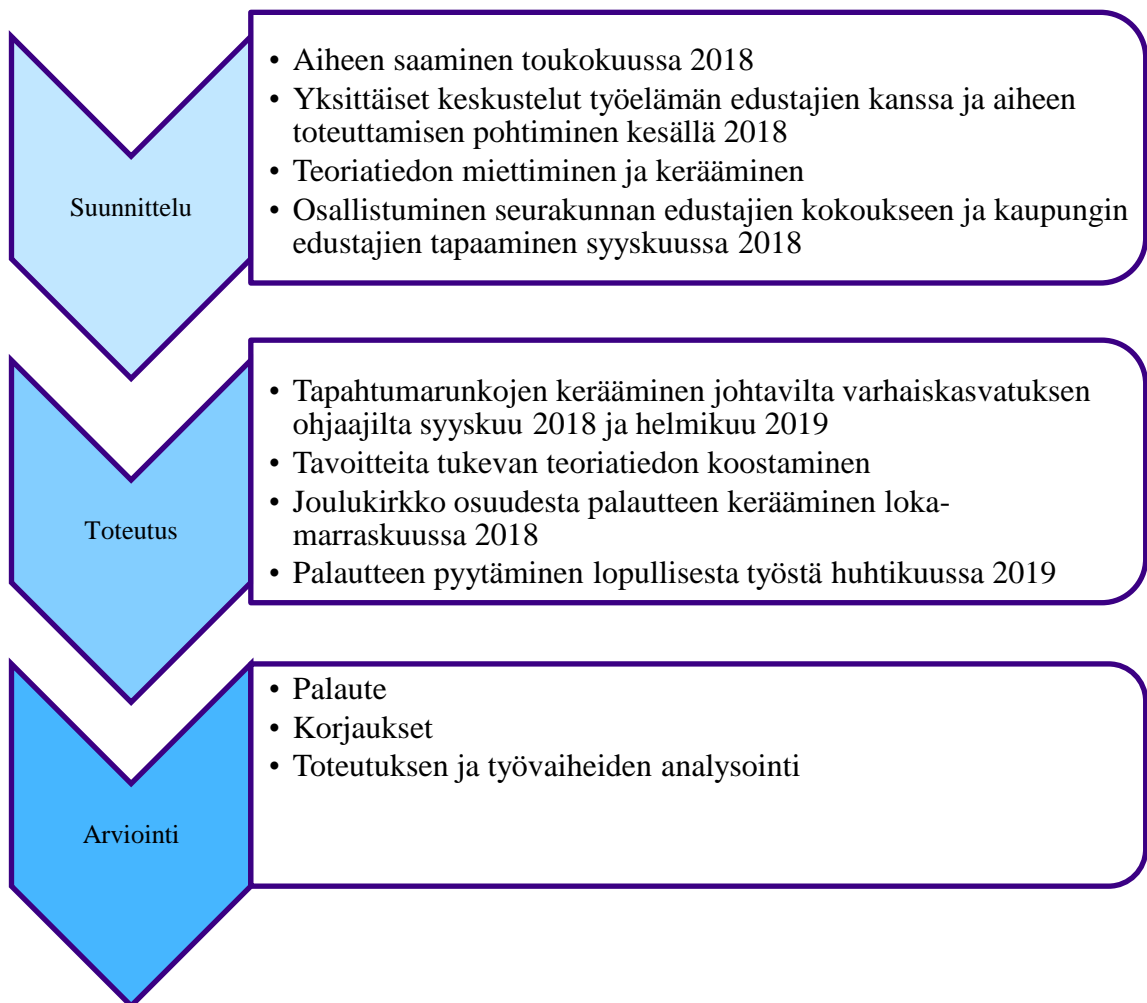 Suunnittelu
• Aiheen saaminen toukokuussa 2018
• Yksittäiset keskustelut työelämän edustajien kanssa ja aiheen
toteuttamisen pohtiminen kesällä 2018
• Teoriatiedon miettiminen ja kerääminen
• Osallistuminen seurakunnan edustajien kokoukseen ja kaupungin
edustajien tapaaminen syyskuussa 2018
Toteutus
• Tapahtumarunkojen kerääminen johtavilta varhaiskasvatuksen
ohjaajilta syyskuu 2018 ja helmikuu 2019
• Tavoitteita tukevan teoriatiedon koostaminen
• Joulukirkko osuudesta palautteen kerääminen loka-
marraskuussa 2018
• Palautteen pyytäminen lopullisesta työstä huhtikuussa 2019
Arviointi
• Palaute
• Korjaukset
• Toteutuksen ja työvaiheiden analysointi